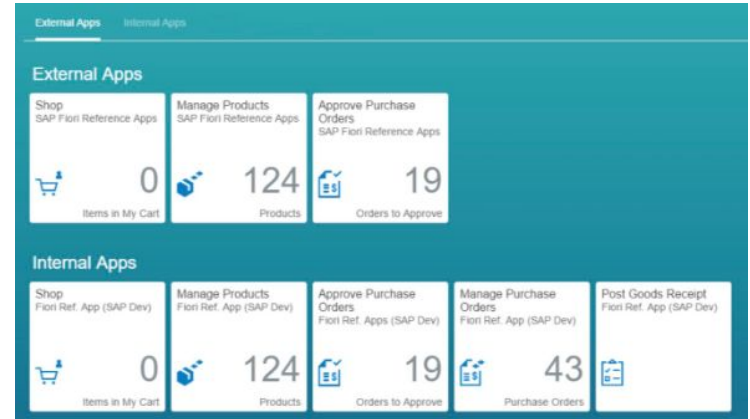 External Apps Internal Apps
External Apps
Shop
SAP Fiori Reference Apps
0
Items in My Cart
Manage Products
SAP Fiori Reference Apps
124
Products
Approve Purchase
Orders
SAP Fiori Reference Apps
19
Orders to Approve
Internal Apps
Shop
Fiori Ref. App (SAP Dev)
0
Items in My Cart
Manage Products
Fiori Ref. App (SAP Dev)
124
Products
Approve Purchase
Orders
Fiori Ref. Apps (SAP Dev)
19
Orders to Approve
Manage Purchase
Orders
Fiori Ref. App (SAP Dev)
43
Purchase Orders
Post Goods Receipt
Fiori Ref. App (SAP Dev)